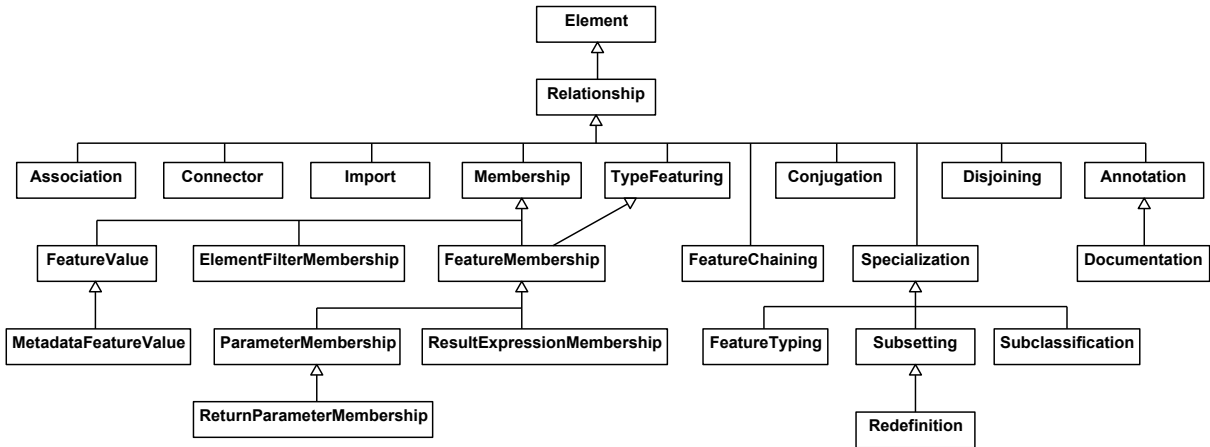 Element
Relationship
Association
Connector
Import
Membership
TypeFeaturing
Conjugation
Disjoining
Annotation
FeatureValue
ElementFilterMembership
FeatureMembership
FeatureChaining
Specialization
Documentation
MetadataFeatureValue
ParameterMembership
ResultExpressionMembership
FeatureTyping
Subsetting
Subclassification
ReturnParameterMembership
Redefinition